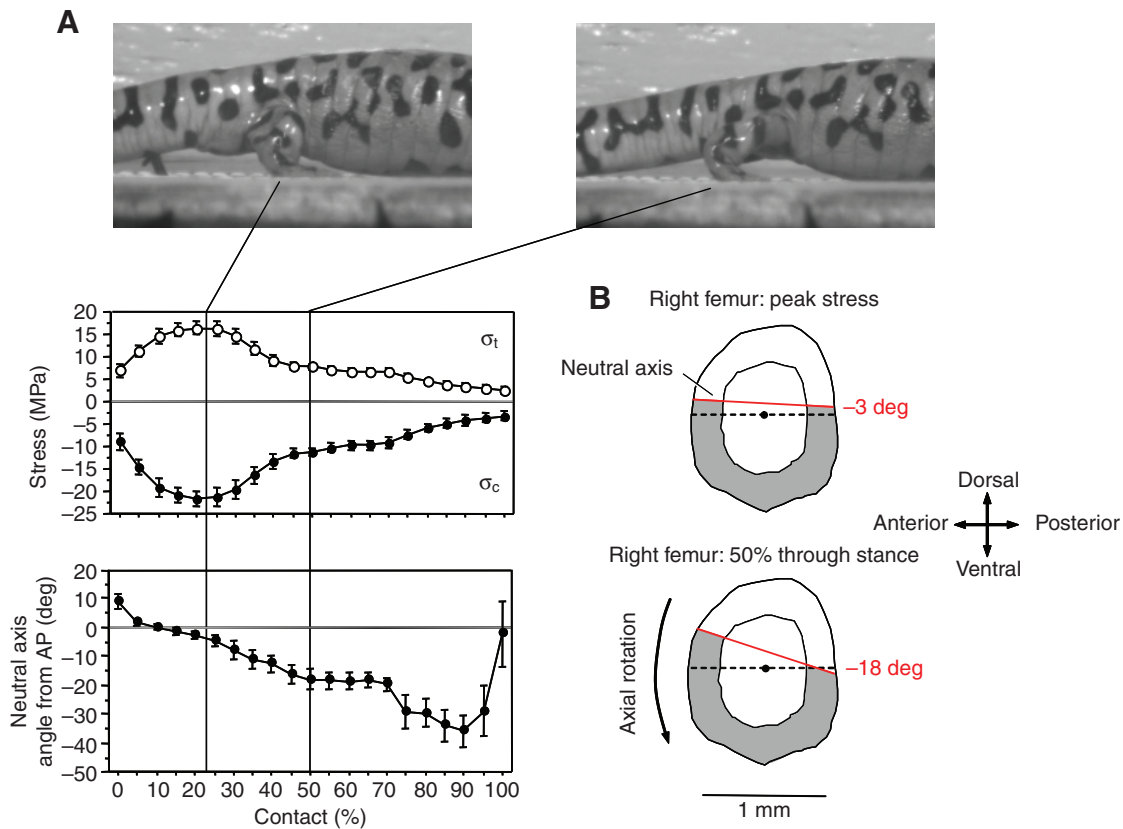 A
20
15
10
5
0
–5
–10
–15
–20
–25
Stress (MPa)
σt
σc
20
10
0
–10
–20
–30
–40
–50
Neutral axis
angle from AP (deg)
0 10 20 30 40 50 60 70 80 90 100
Contact (%)
B
Right femur: peak stress
Neutral axis
–3 deg
Dorsal
Anterior
Posterior
Ventral
Right femur: 50% through stance
Axial rotation
–18 deg
1 mm